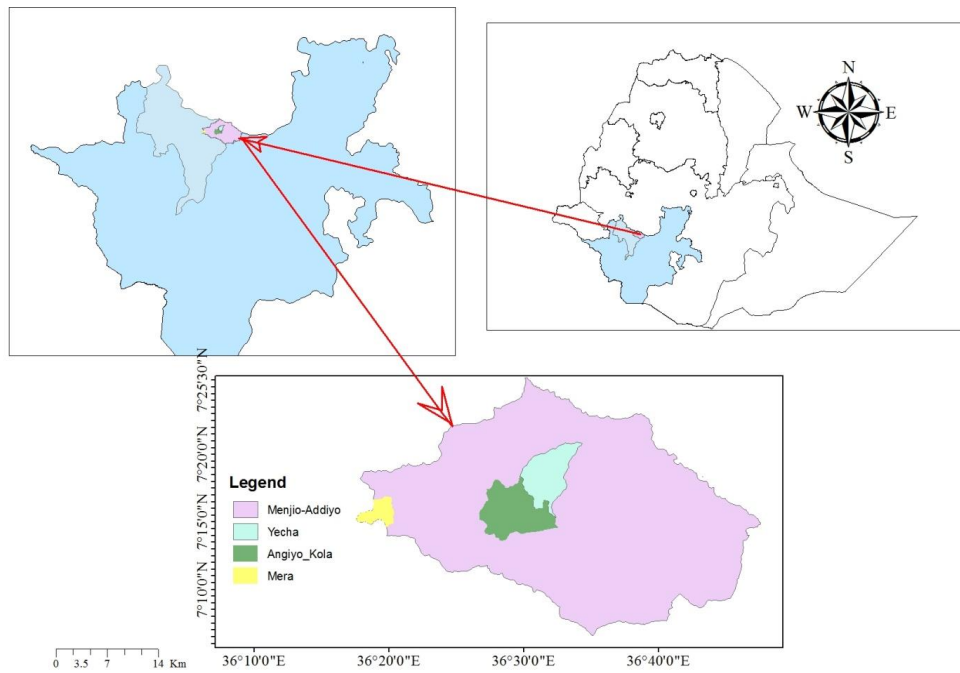 N
W E
S
7°25'30"N
7°20'0"N
7°15'0"N
7°10'0"N
Legend
Menjio-Addiyo
Yecha
Angiyo_Kola
Mera
36°10'0"E 36°20'0"E 36°30'0"E 36°40'0"E
0 3.5 7 14 Km